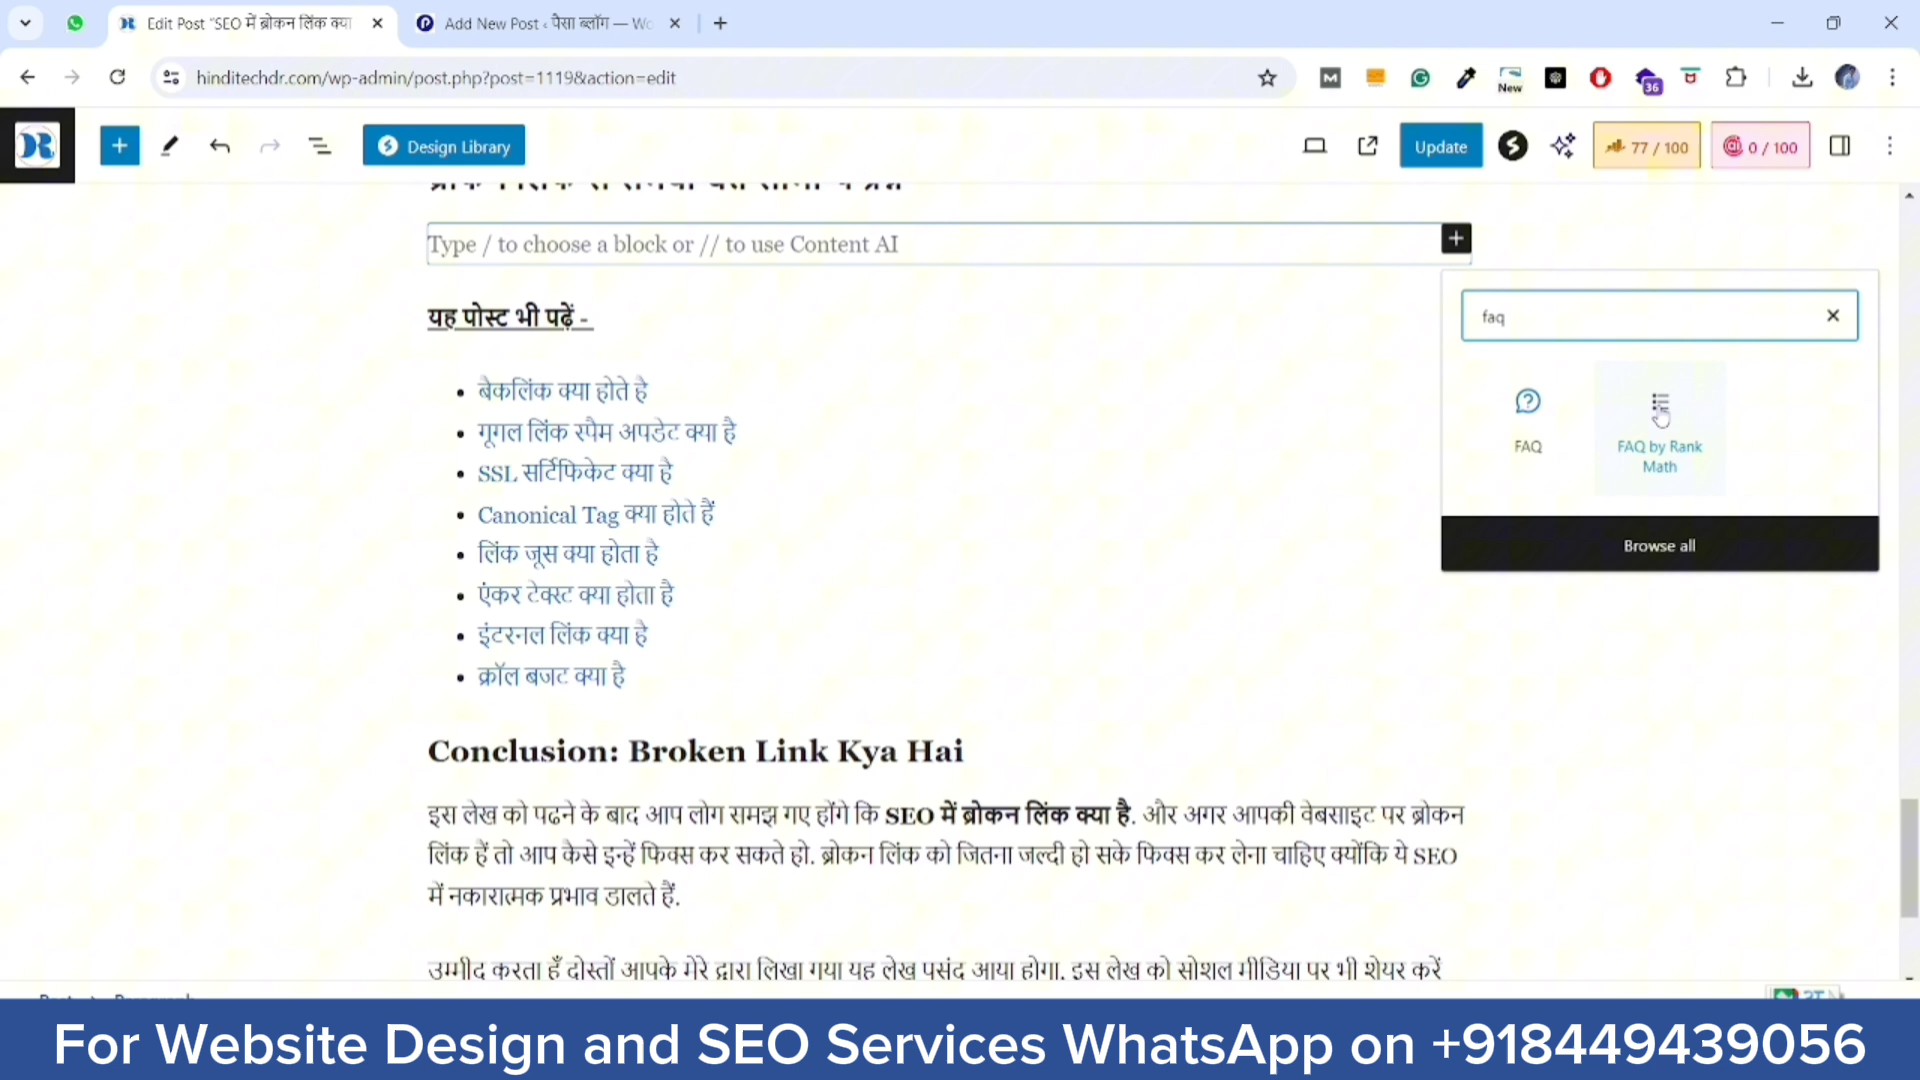 Edit Post "SEO में ब्रोकन लिंक क्या
Add New Post ‹ पैसा ब्लॉग — Wo
hinditechdr.com/wp-admin/post.php?post=1119&action=edit
New
36
Design Library
Update
77 / 100
0 / 100
Type / to choose a block or // to use Content AI
faq
FAQ
FAQ by Rank
Math
Browse all
यह पोस्ट भी पढ़ें -
बेकलिंक क्या होते है
गूगल लिंक स्पैम अपडेट क्या है
SSL सर्टिफिकेट क्या है
Canonical Tag क्या होते हैं
लिंक जूस क्या होता है
एंकर टेक्स्ट क्या होता है
इंटरनल लिंक क्या है
क्रॉल बजट क्या है
Conclusion: Broken Link Kya Hai
इस लेख को पढने के बाद आप लोग समझ गए होंगे कि SEO में ब्रोकन लिंक क्या है. और अगर आपकी वेबसाइट पर ब्रोकन
लिंक हैं तो आप कैसे इन्हें फिक्स कर सकते हो. ब्रोकन लिंक को जितना जल्दी हो सके फिक्स कर लेना चाहिए क्योंकि ये SEO
में नकारात्मक प्रभाव डालते हैं.
उम्मीद करता हूँ दोस्तों आपके मेरे द्वारा लिखा गया यह लेख पसंद आया होगा. इस लेख को सोशल मीडिया पर भी शेयर करें
For Website Design and SEO Services WhatsApp on +918449439056